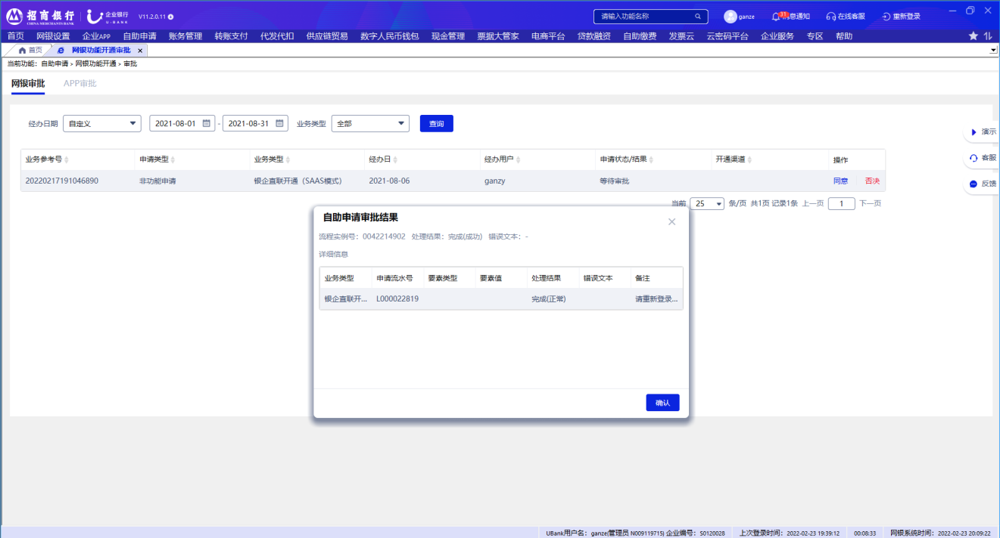 招商银行 CHINA MERCHANTS BANK 企业银行 U-BANK V11.2.0.11 请输入功能名称 ganze 31 消息通知 在线客服 重新登录
首页 网银设置 企业APP 自助申请 账务管理 转账支付 代发代扣 供应链贸易 数字人民币钱包 现金管理 票据大管家 电商平台 贷款融资 自助缴费 发票云 云密码平台 企业服务 专区 帮助
首页 网银功能开通审批 ×
当前功能：自助申请 > 网银功能开通 > 审批
网银审批 APP审批
经办日期 自定义 2021-08-01 - 2021-08-31 业务类型 全部 查询
演示
业务参考号 申请类型 业务类型 经办日 经办用户 申请状态/结果 开通渠道 操作
客服
20220217191046890 非功能申请 银企直联开通（SAAS模式） 2021-08-06 ganzy 等待审批 同意 否决
反馈
当前 25 条/页 共1页 记录1条 上一页 1 下一页
自助申请审批结果
流程实例号：0042214902 处理结果：完成(成功) 错误文本：-
详细信息
业务类型 申请流水号 要素类型 要素值 处理结果 错误文本 备注
银企直联开... L000022819 完成(正常) 请重新登录...
确认
UBank用户名：ganze(管理员 N009119715) 企业编号：S0120028 上次登录时间：2022-02-23 19:39:12 00:08:33 网银系统时间：2022-02-23 20:09:22